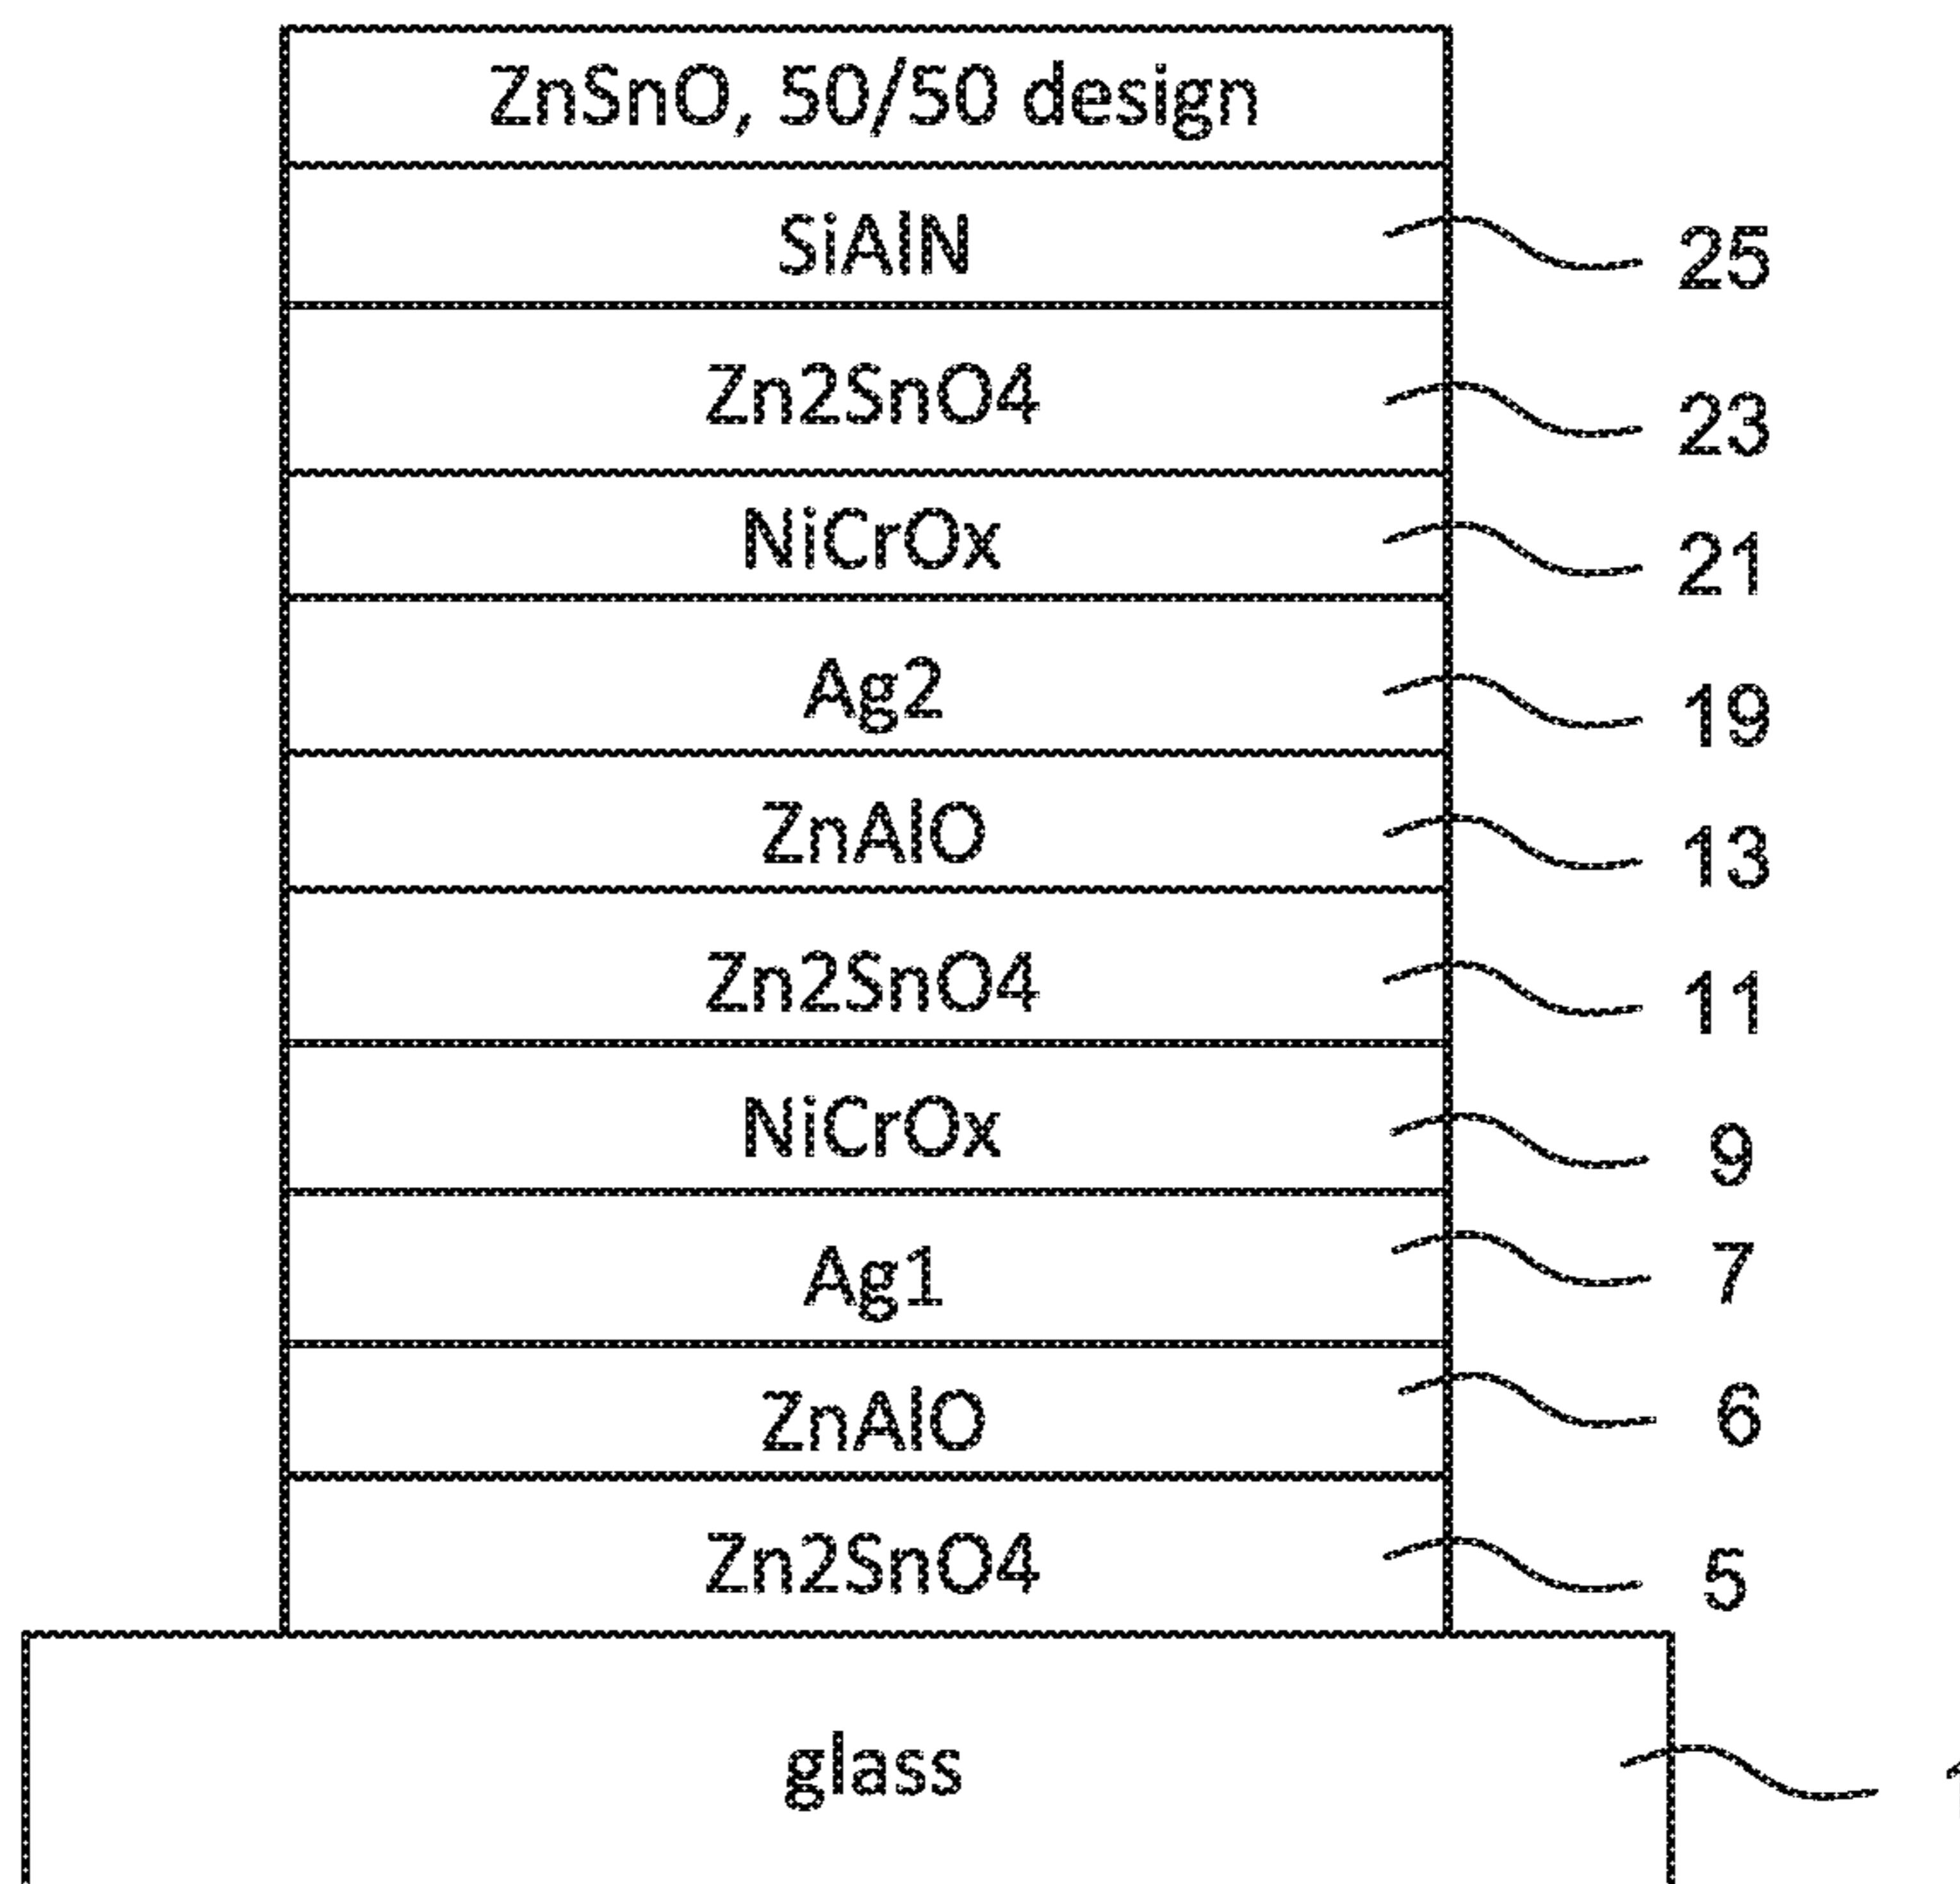 ZnSnO, 50/50 design
SiAlN 25
Zn2SnO4 23
NiCrOx 21
Ag2 19
ZnAlO 13
Zn2SnO4 11
NiCrOx 9
Ag1 7
ZnAlO 6
Zn2SnO4 5
glass 1